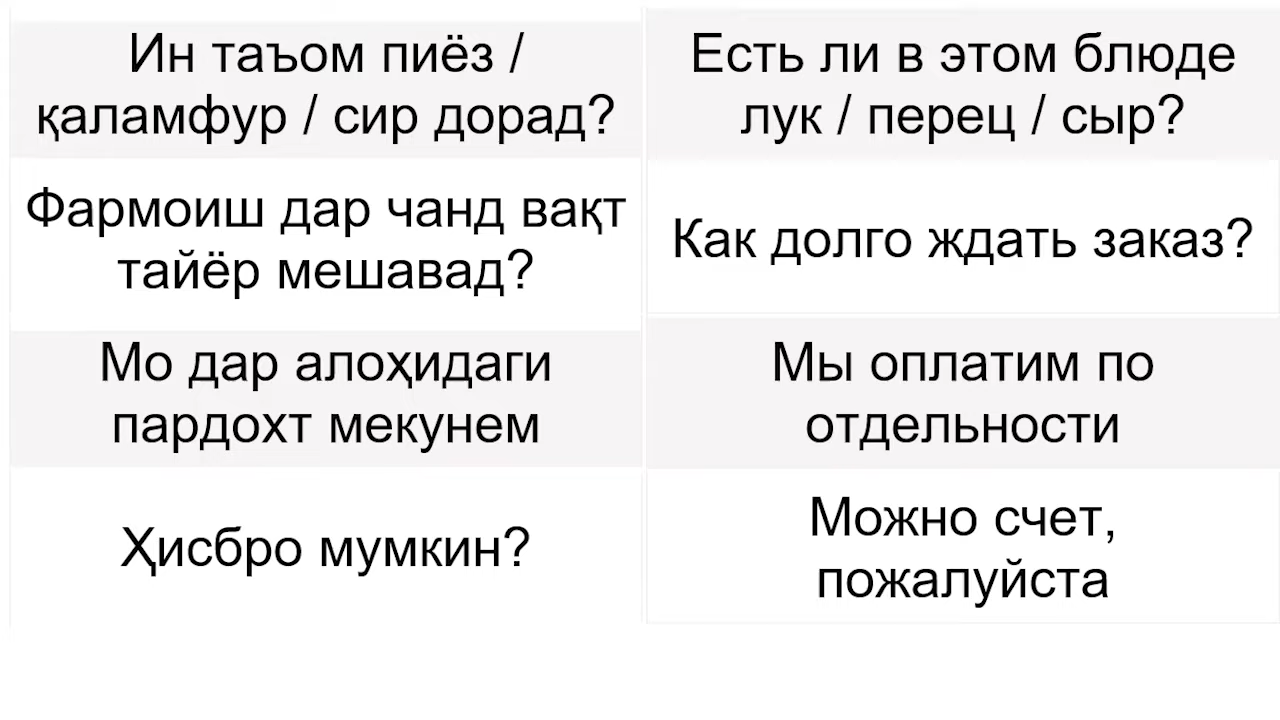 Ин таъом пиёз /
қаламфур / сир дорад?
Есть ли в этом блюде
лук / перец / сыр?
Фармоиш дар чанд вақт
тайёр мешавад?
Как долго ждать заказ?
Мо дар алоҳидаги
пардохт мекунем
Мы оплатим по
отдельности
Ҳисбро мумкин?
Можно счет,
пожалуйста